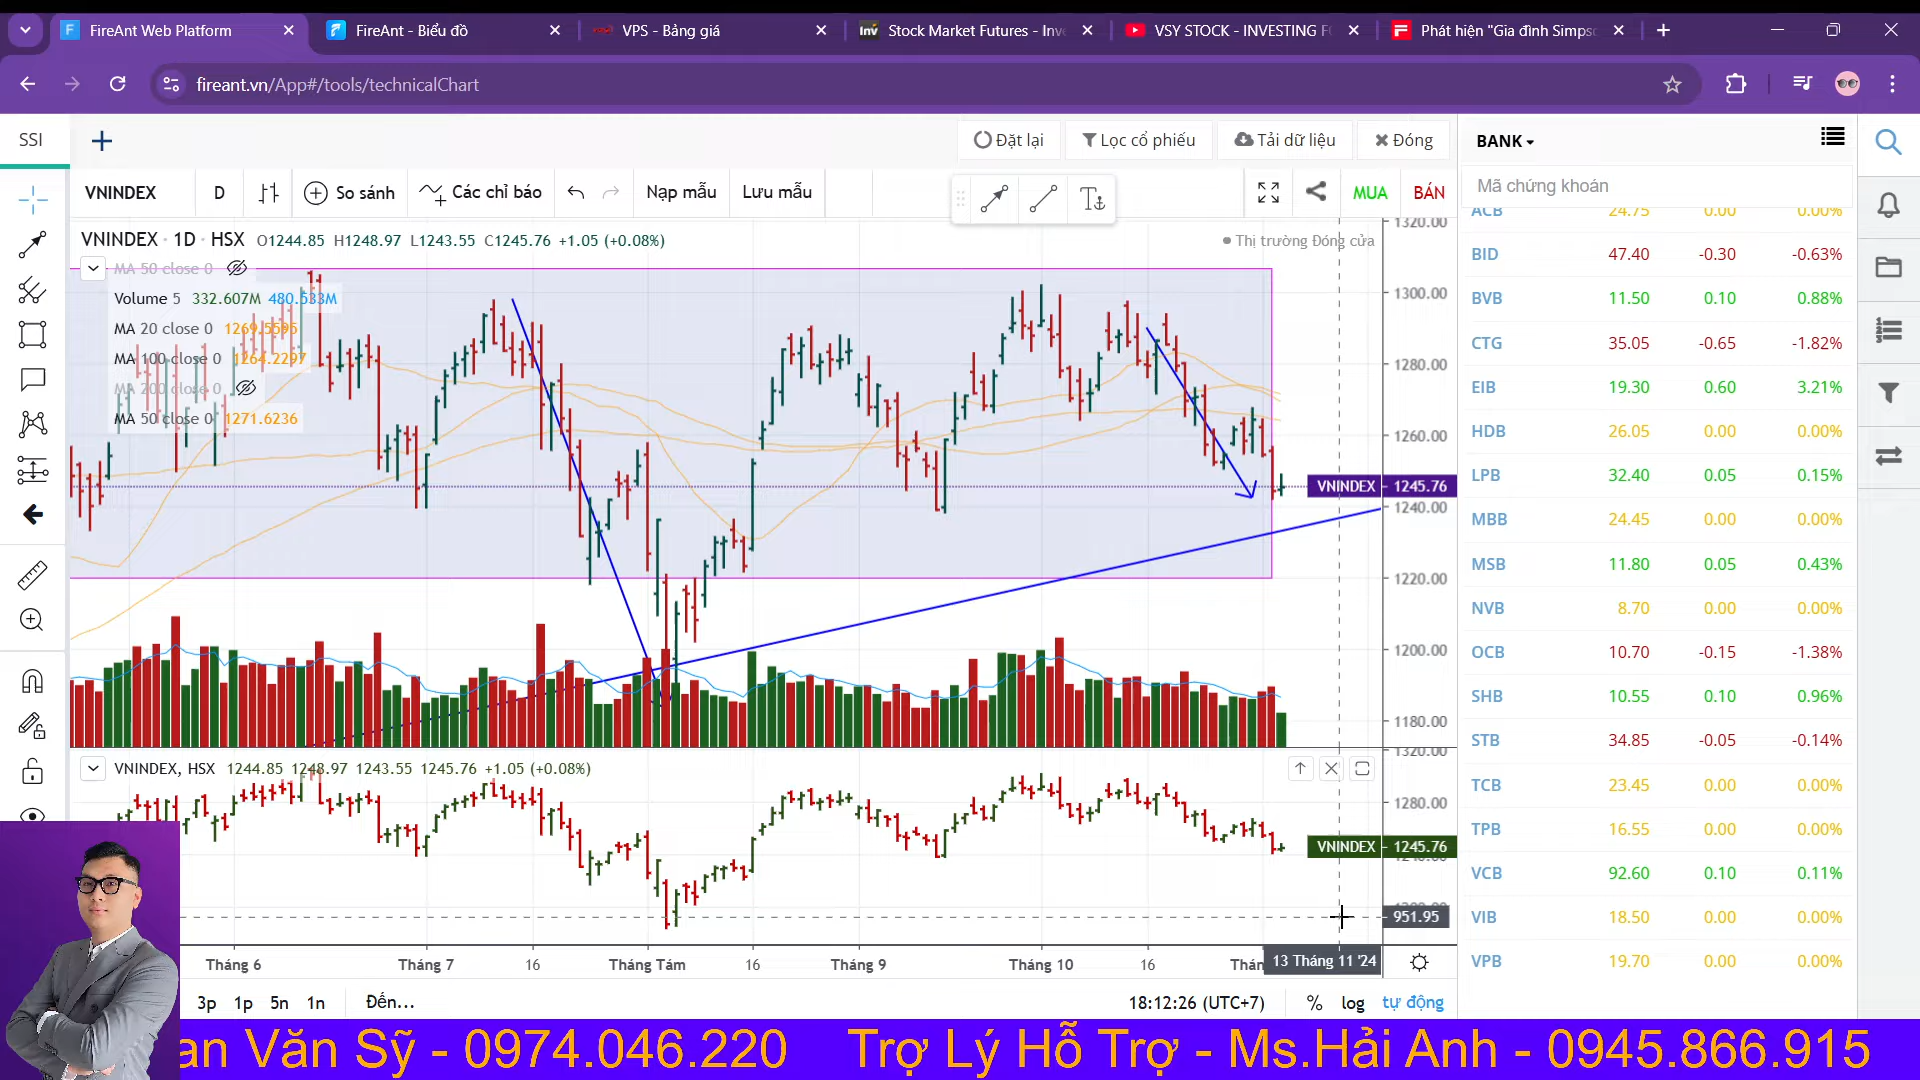 FireAnt Web Platform
FireAnt - Biểu đồ
VPS - Bảng giá
Stock Market Futures - Inve
VSY STOCK - INVESTING F
Phát hiện "Gia đình Simps
fireant.vn/App#/tools/technicalChart
SSI
Đặt lại
Lọc cổ phiếu
Tải dữ liệu
Đóng
VNINDEX
D
So sánh
Các chỉ báo
Nạp mẫu
Lưu mẫu
MUA
BÁN
VNINDEX · 1D · HSX O1244.85 H1248.97 L1243.55 C1245.76 +1.05 (+0.08%)
Thị trường Đóng cửa
MA 50 close 0
Volume 5 332.607M 480.533M
MA 20 close 0 1269.5595
MA 100 close 0 1264.2297
MA 200 close 0
MA 50 close 0 1271.6236
1320.00
1300.00
1280.00
1260.00
VNINDEX 1245.76
1240.00
1220.00
1200.00
1180.00
VNINDEX, HSX 1244.85 1248.97 1243.55 1245.76 +1.05 (+0.08%)
1320.00
1280.00
VNINDEX 1245.76
951.95
Tháng 6
Tháng 7
16
Tháng Tám
16
Tháng 9
Tháng 10
16
13 Tháng 11 '24
3p 1p 5n 1n
Đến...
18:12:26 (UTC+7)
%
log
tự động
BANK
Mã chứng khoán
ACB 24.75 0.00 0.00%
BID 47.40 -0.30 -0.63%
BVB 11.50 0.10 0.88%
CTG 35.05 -0.65 -1.82%
EIB 19.30 0.60 3.21%
HDB 26.05 0.00 0.00%
LPB 32.40 0.05 0.15%
MBB 24.45 0.00 0.00%
MSB 11.80 0.05 0.43%
NVB 8.70 0.00 0.00%
OCB 10.70 -0.15 -1.38%
SHB 10.55 0.10 0.96%
STB 34.85 -0.05 -0.14%
TCB 23.45 0.00 0.00%
TPB 16.55 0.00 0.00%
VCB 92.60 0.10 0.11%
VIB 18.50 0.00 0.00%
VPB 19.70 0.00 0.00%
an Văn Sỹ - 0974.046.220 Trợ Lý Hỗ Trợ - Ms.Hải Anh - 0945.866.915